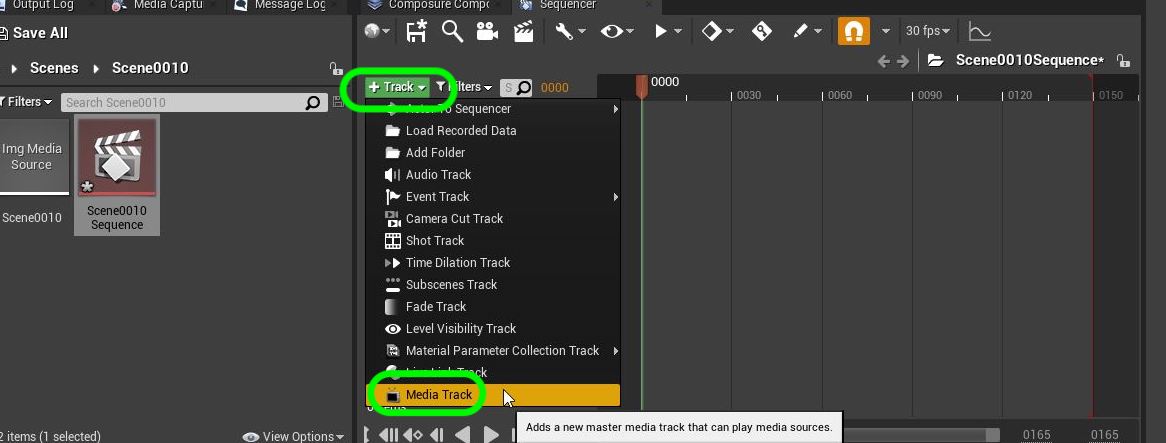 Output Log
Media Captu
Message Log
Composure Compo
Sequencer
Save All
30 fps
Scenes
Scene0010
Scene0010Sequence*
Track
Filters
S
0000
0000
0030
0060
0090
0120
0150
Filters
Search Scene0010
Actor To Sequencer
Load Recorded Data
Add Folder
Audio Track
Event Track
Camera Cut Track
Shot Track
Time Dilation Track
Subscenes Track
Fade Track
Level Visibility Track
Material Parameter Collection Track
Live Link Track
Media Track
Img Media
Source
Scene0010
Scene0010
Sequence
Adds a new master media track that can play media sources.
2 items (1 selected)
View Options
0165
0165